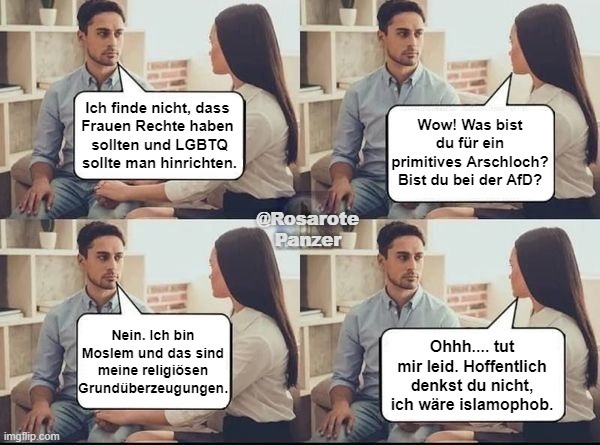 Ich finde nicht, dass
Frauen Rechte haben
sollten und LGBTQ
sollte man hinrichten.
Wow! Was bist
du für ein
primitives Arschloch?
Bist du bei der AfD?
@Rosarote
Panzer
Nein. Ich bin
Moslem und das sind
meine religiösen
Grundüberzeugungen.
Ohhh.... tut
mir leid. Hoffentlich
denkst du nicht,
ich wäre islamophob.
imgflip.com